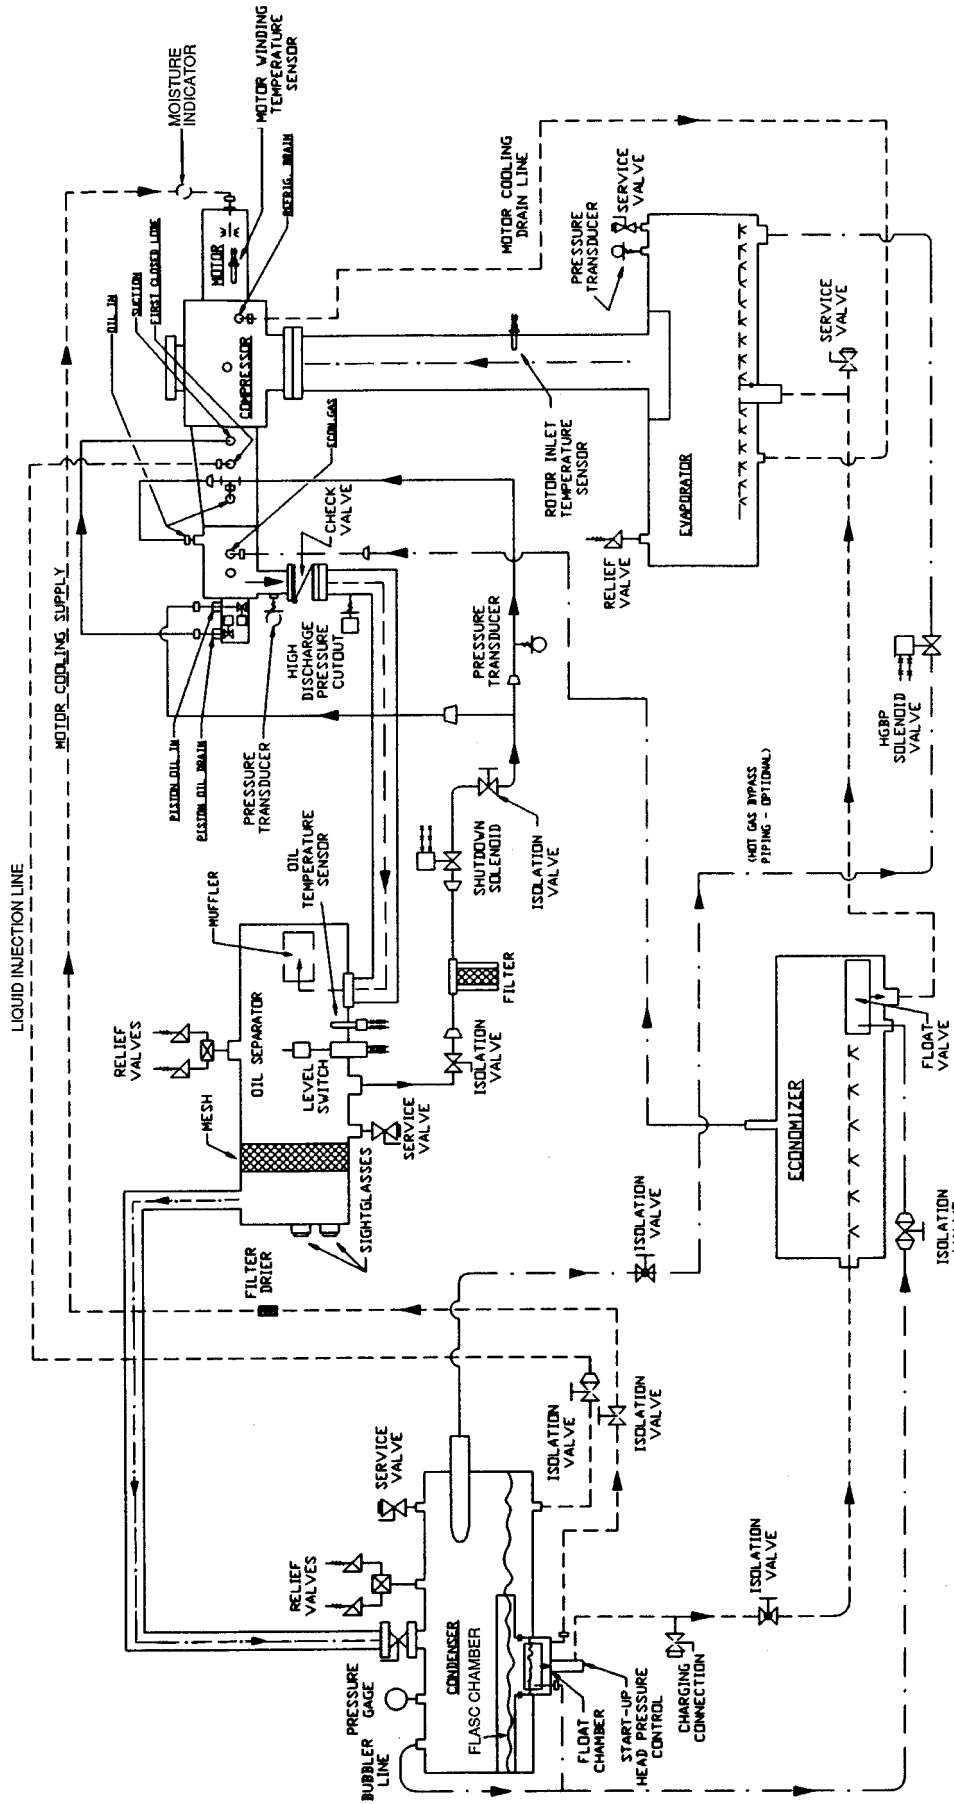 LIQUID INJECTION LINE
MOTOR COOLING SUPPLY
MOISTURE
INDICATOR
MOTOR WINDING
TEMPERATURE
SENSOR
REFRIG. DRAIN
MOTOR
COMPRESSOR
OIL IN
SUCTION
FIRST CLOSED LOBE
ECON.GAS
CHECK
VALVE
PISTON OIL IN
PISTON OIL DRAIN
PRESSURE
TRANSDUCER
HIGH
DISCHARGE
PRESSURE
CUTOUT
MOTOR COOLING
DRAIN LINE
PRESSURE
TRANSDUCER
SERVICE
VALVE
ROTOR INLET
TEMPERATURE
SENSOR
EVAPORATOR
RELIEF
VALVE
SERVICE
VALVE
HGBP
SOLENOID
VALVE
(HOT GAS BYPASS
PIPING - OPTIONAL)
PRESSURE
TRANSDUCER
SHUTDOWN
SOLENOID
ISOLATION
VALVE
FILTER
ISOLATION
VALVE
OIL
TEMPERATURE
SENSOR
MUFFLER
OIL SEPARATOR
LEVEL
SWITCH
RELIEF
VALVES
MESH
SERVICE
VALVE
SIGHTGLASSES
FILTER
DRIER
ISOLATION
VALVE
ECONOMIZER
FLOAT
VALVE
ISOLATION
VALVE
ISOLATION
VALVE
ISOLATION
VALVE
SERVICE
VALVE
RELIEF
VALVES
PRESSURE
GAGE
BUBBLER
LINE
CONDENSER
FLASC CHAMBER
FLOAT
CHAMBER
START-UP
HEAD PRESSURE
CONTROL
CHARGING
CONNECTION
ISOLATION
VALVE